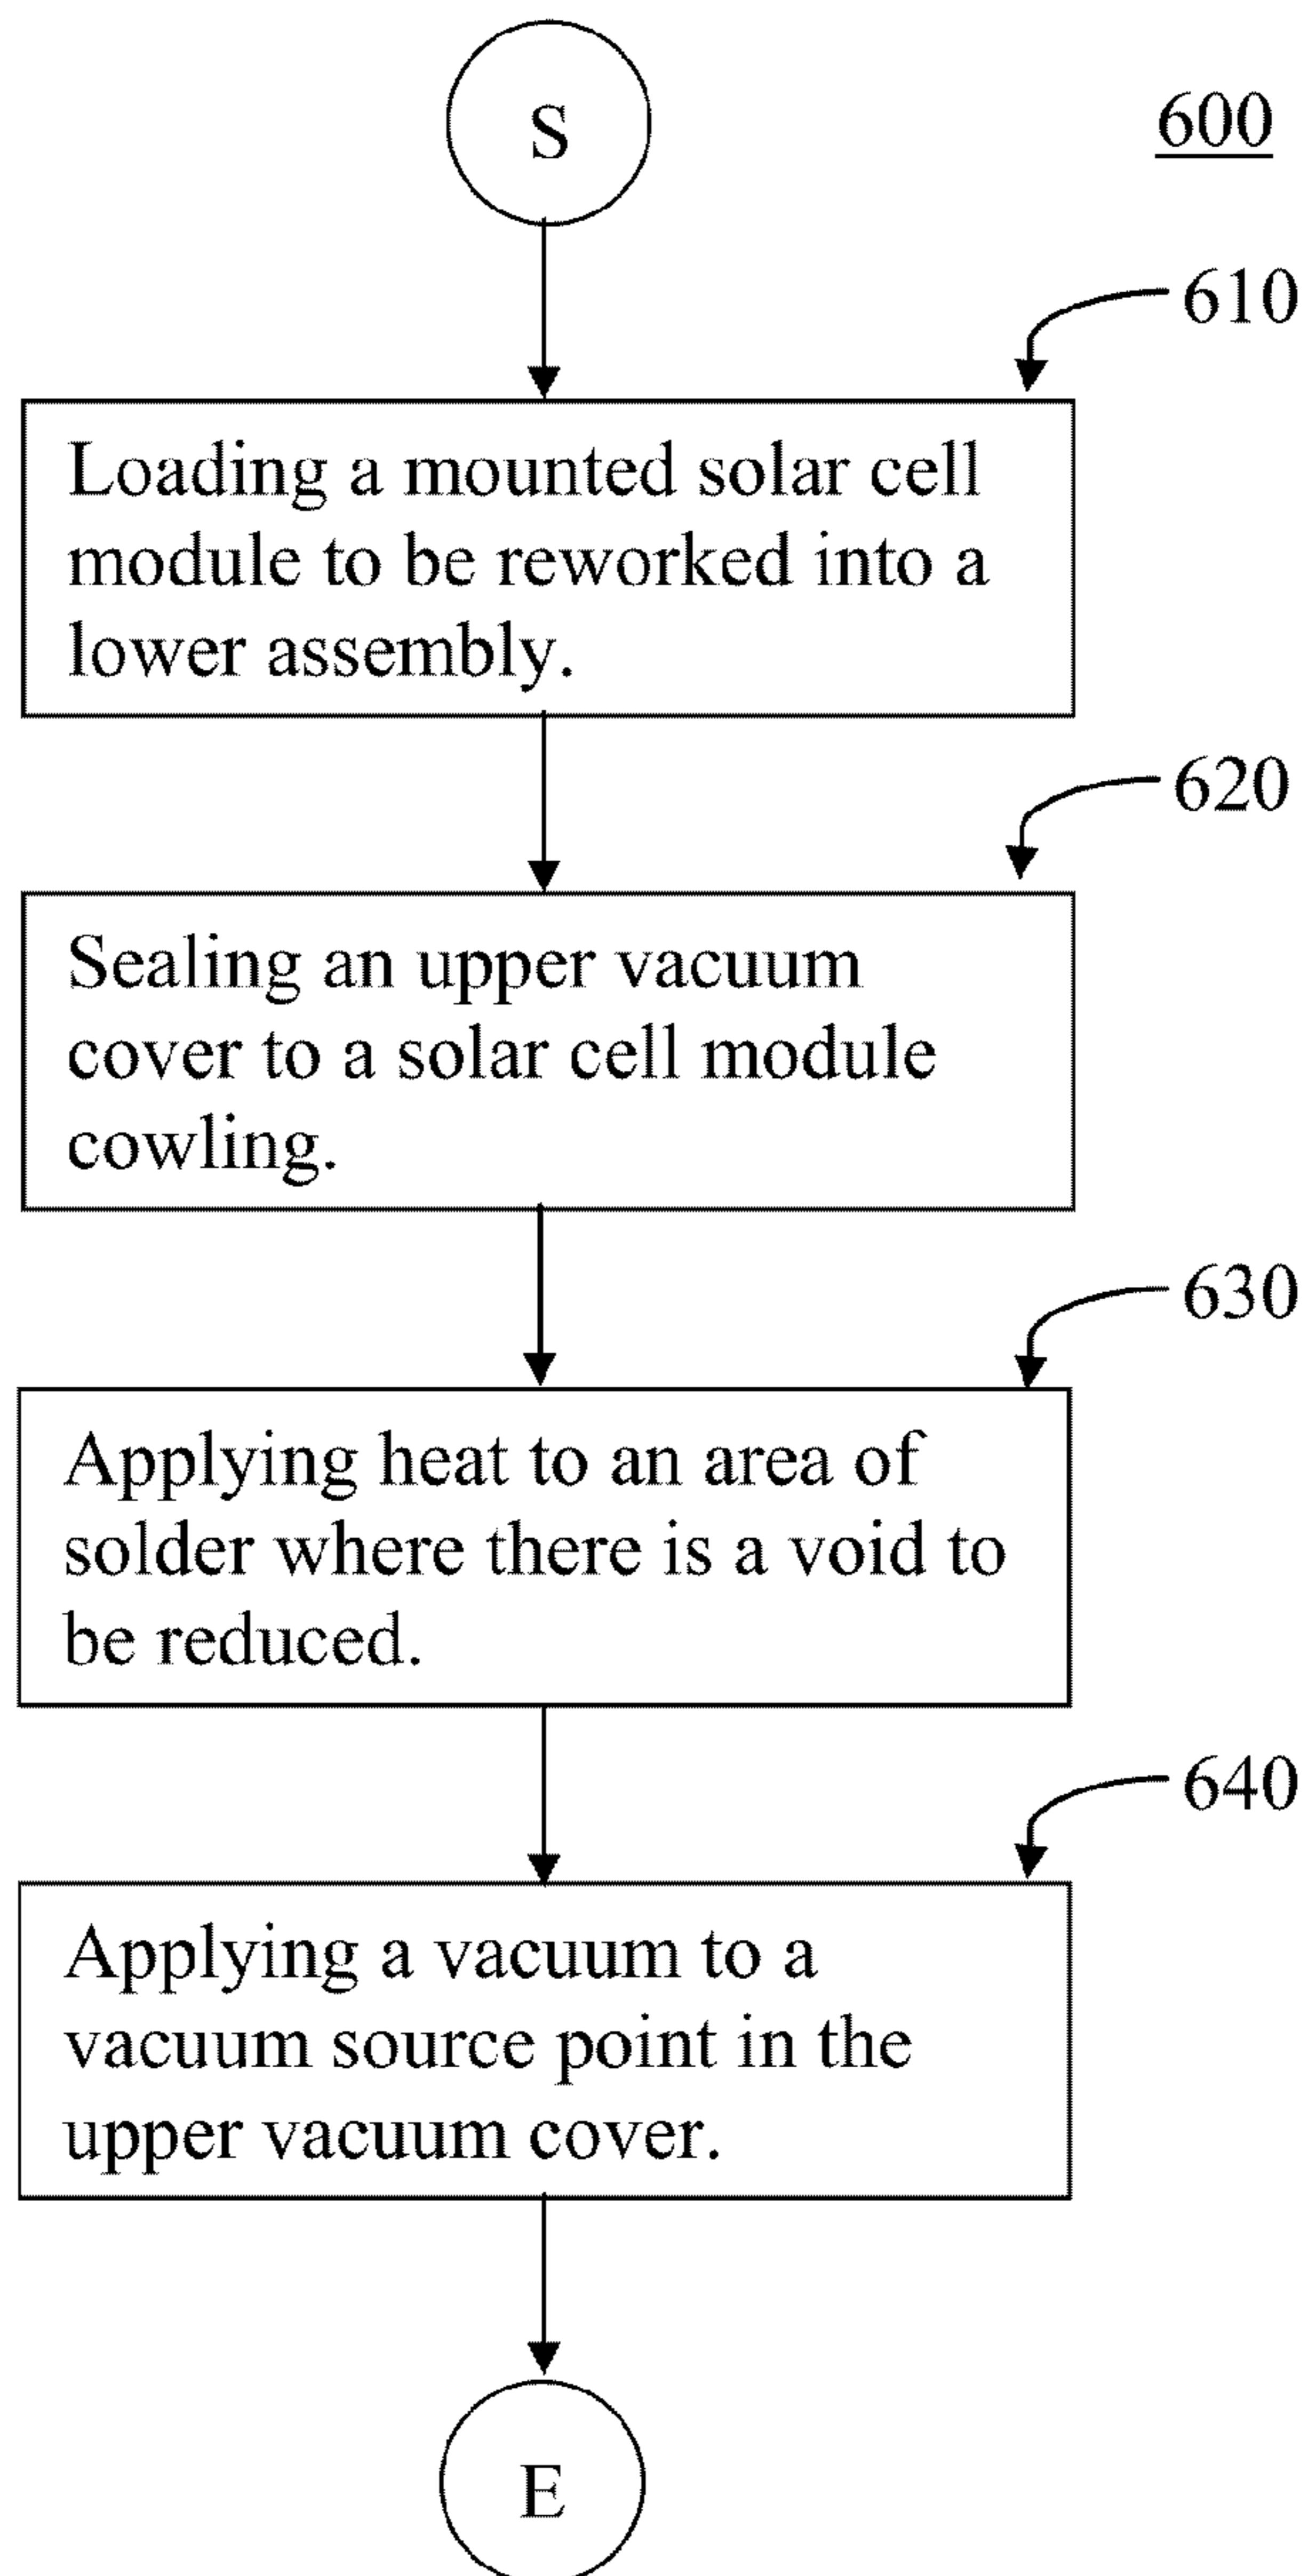 S
600
610
Loading a mounted solar cell
module to be reworked into a
lower assembly.
620
Sealing an upper vacuum
cover to a solar cell module
cowling.
630
Applying heat to an area of
solder where there is a void to
be reduced.
640
Applying a vacuum to a
vacuum source point in the
upper vacuum cover.
E